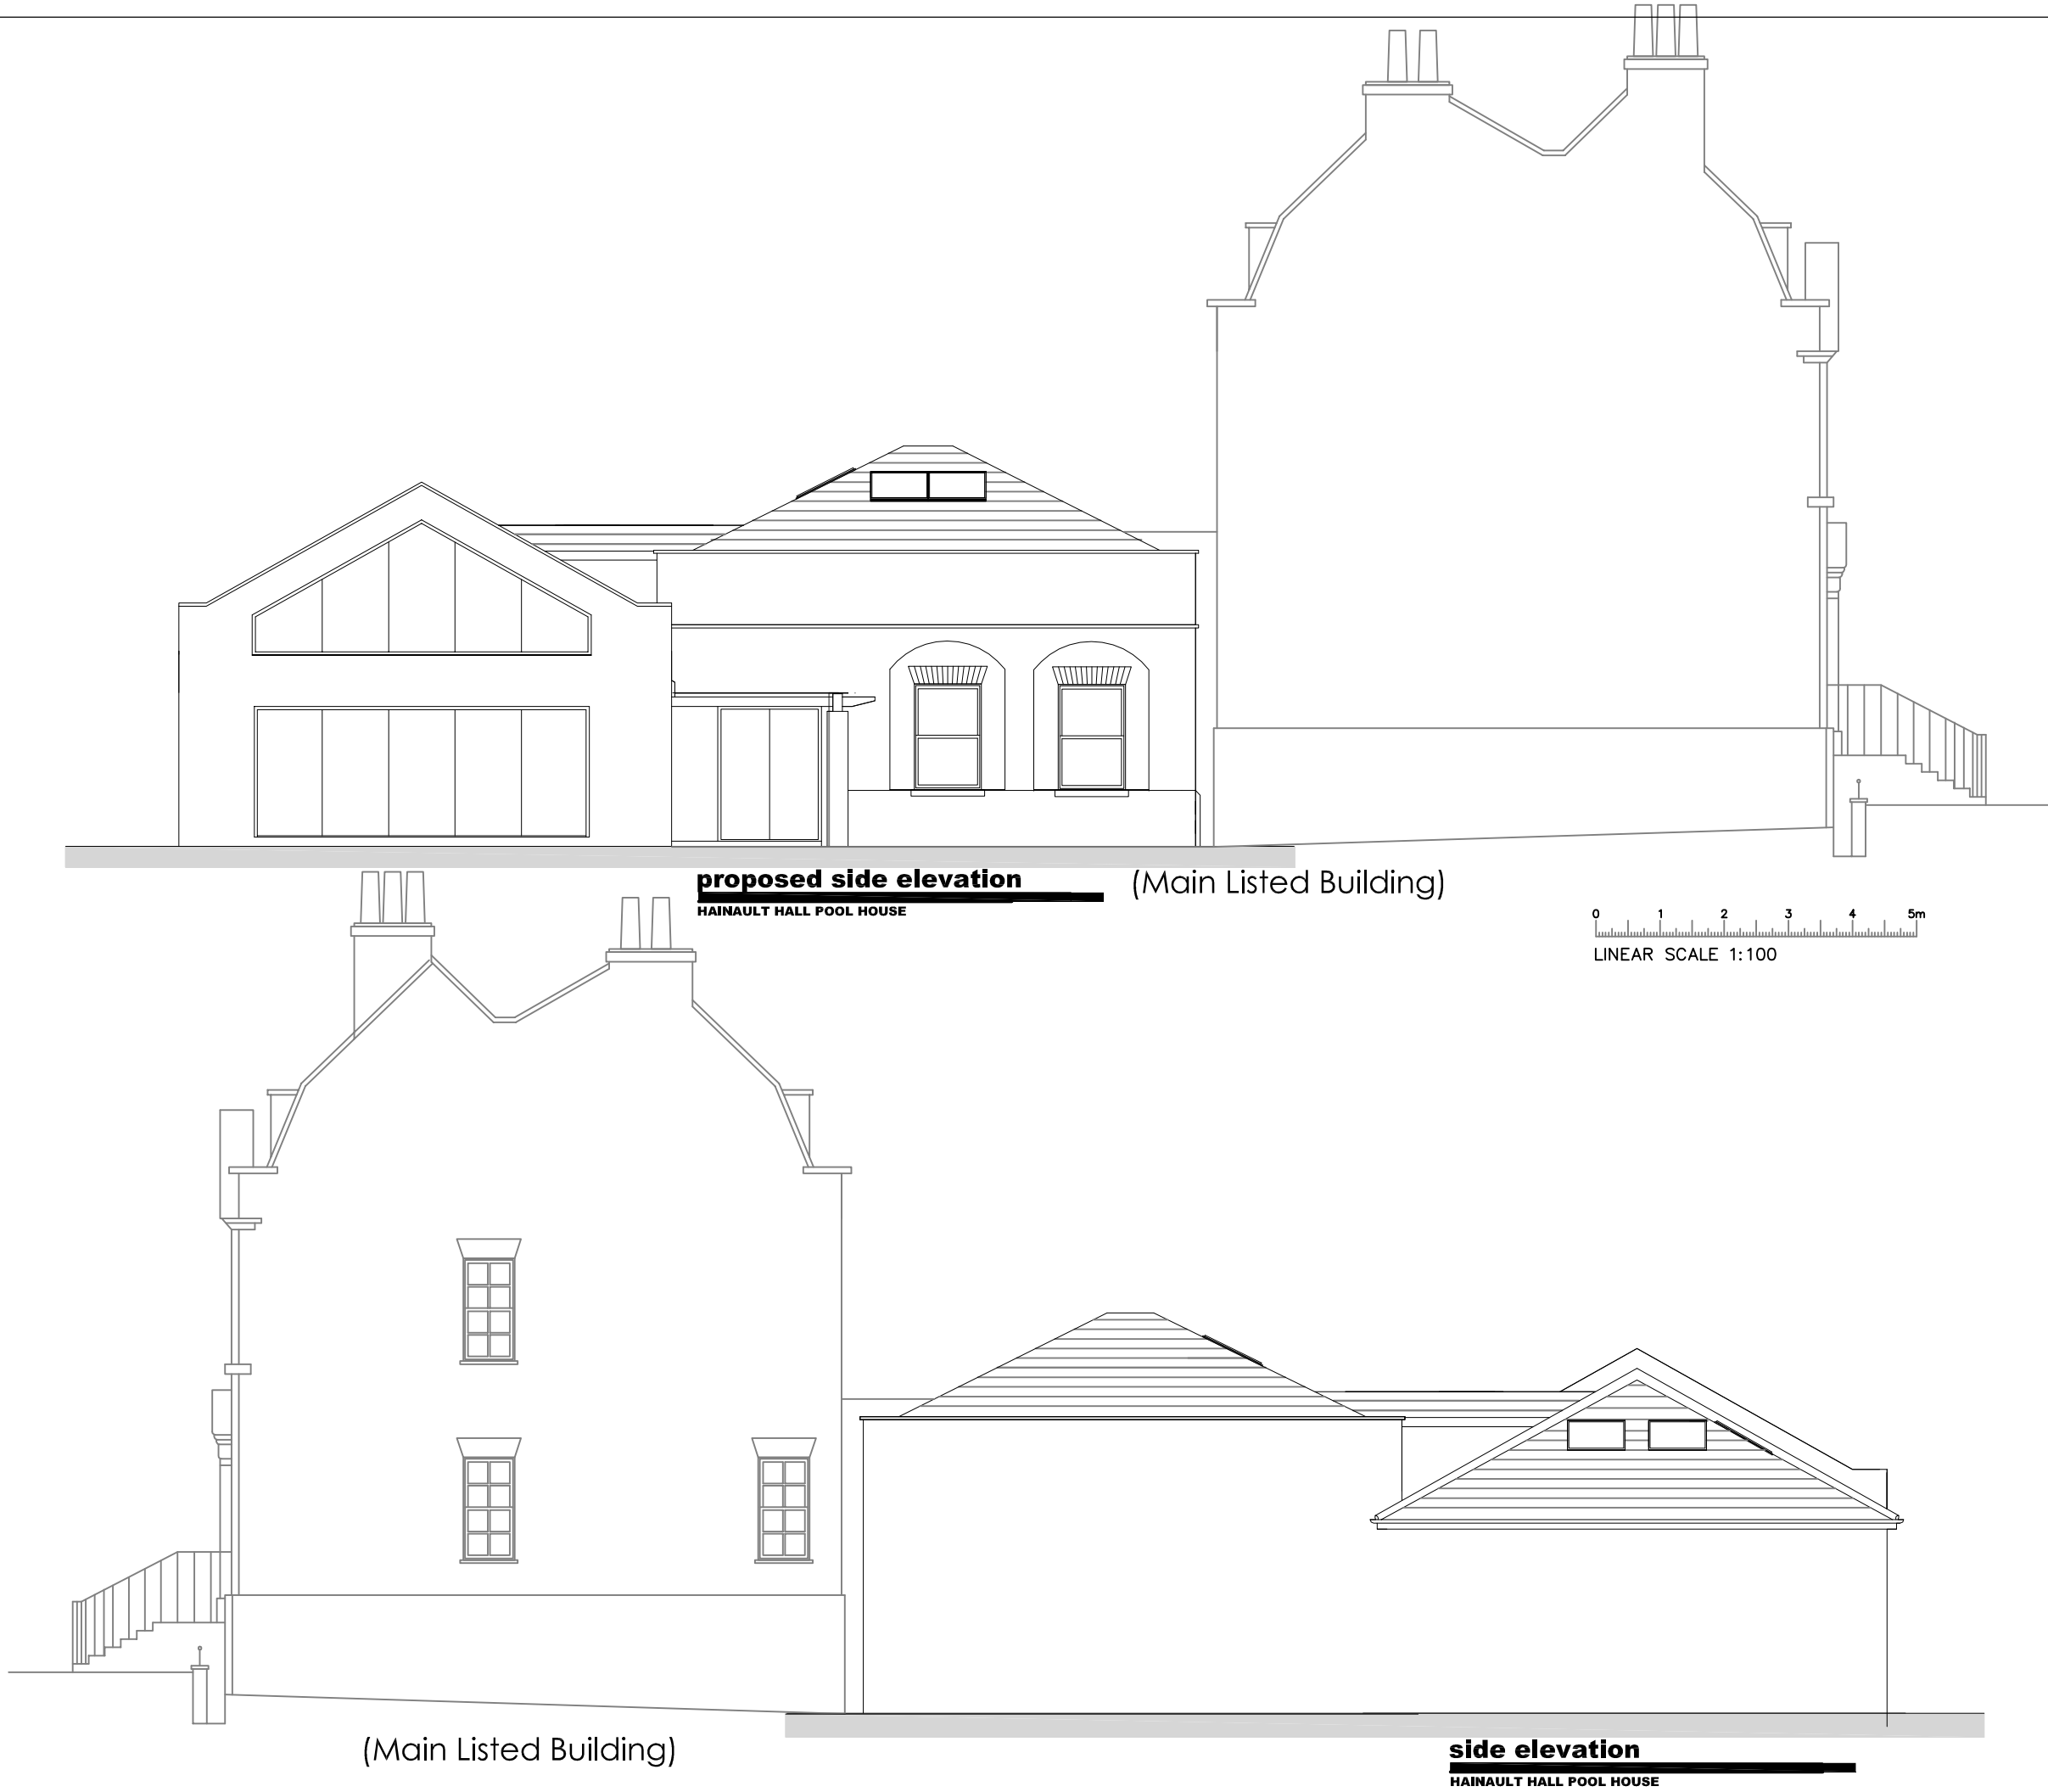 proposed side elevation
(Main Listed Building)
HAINAULT HALL POOL HOUSE
0 1 2 3 4 5m
LINEAR SCALE 1:100
(Main Listed Building)
side elevation
HAINAULT HALL POOL HOUSE